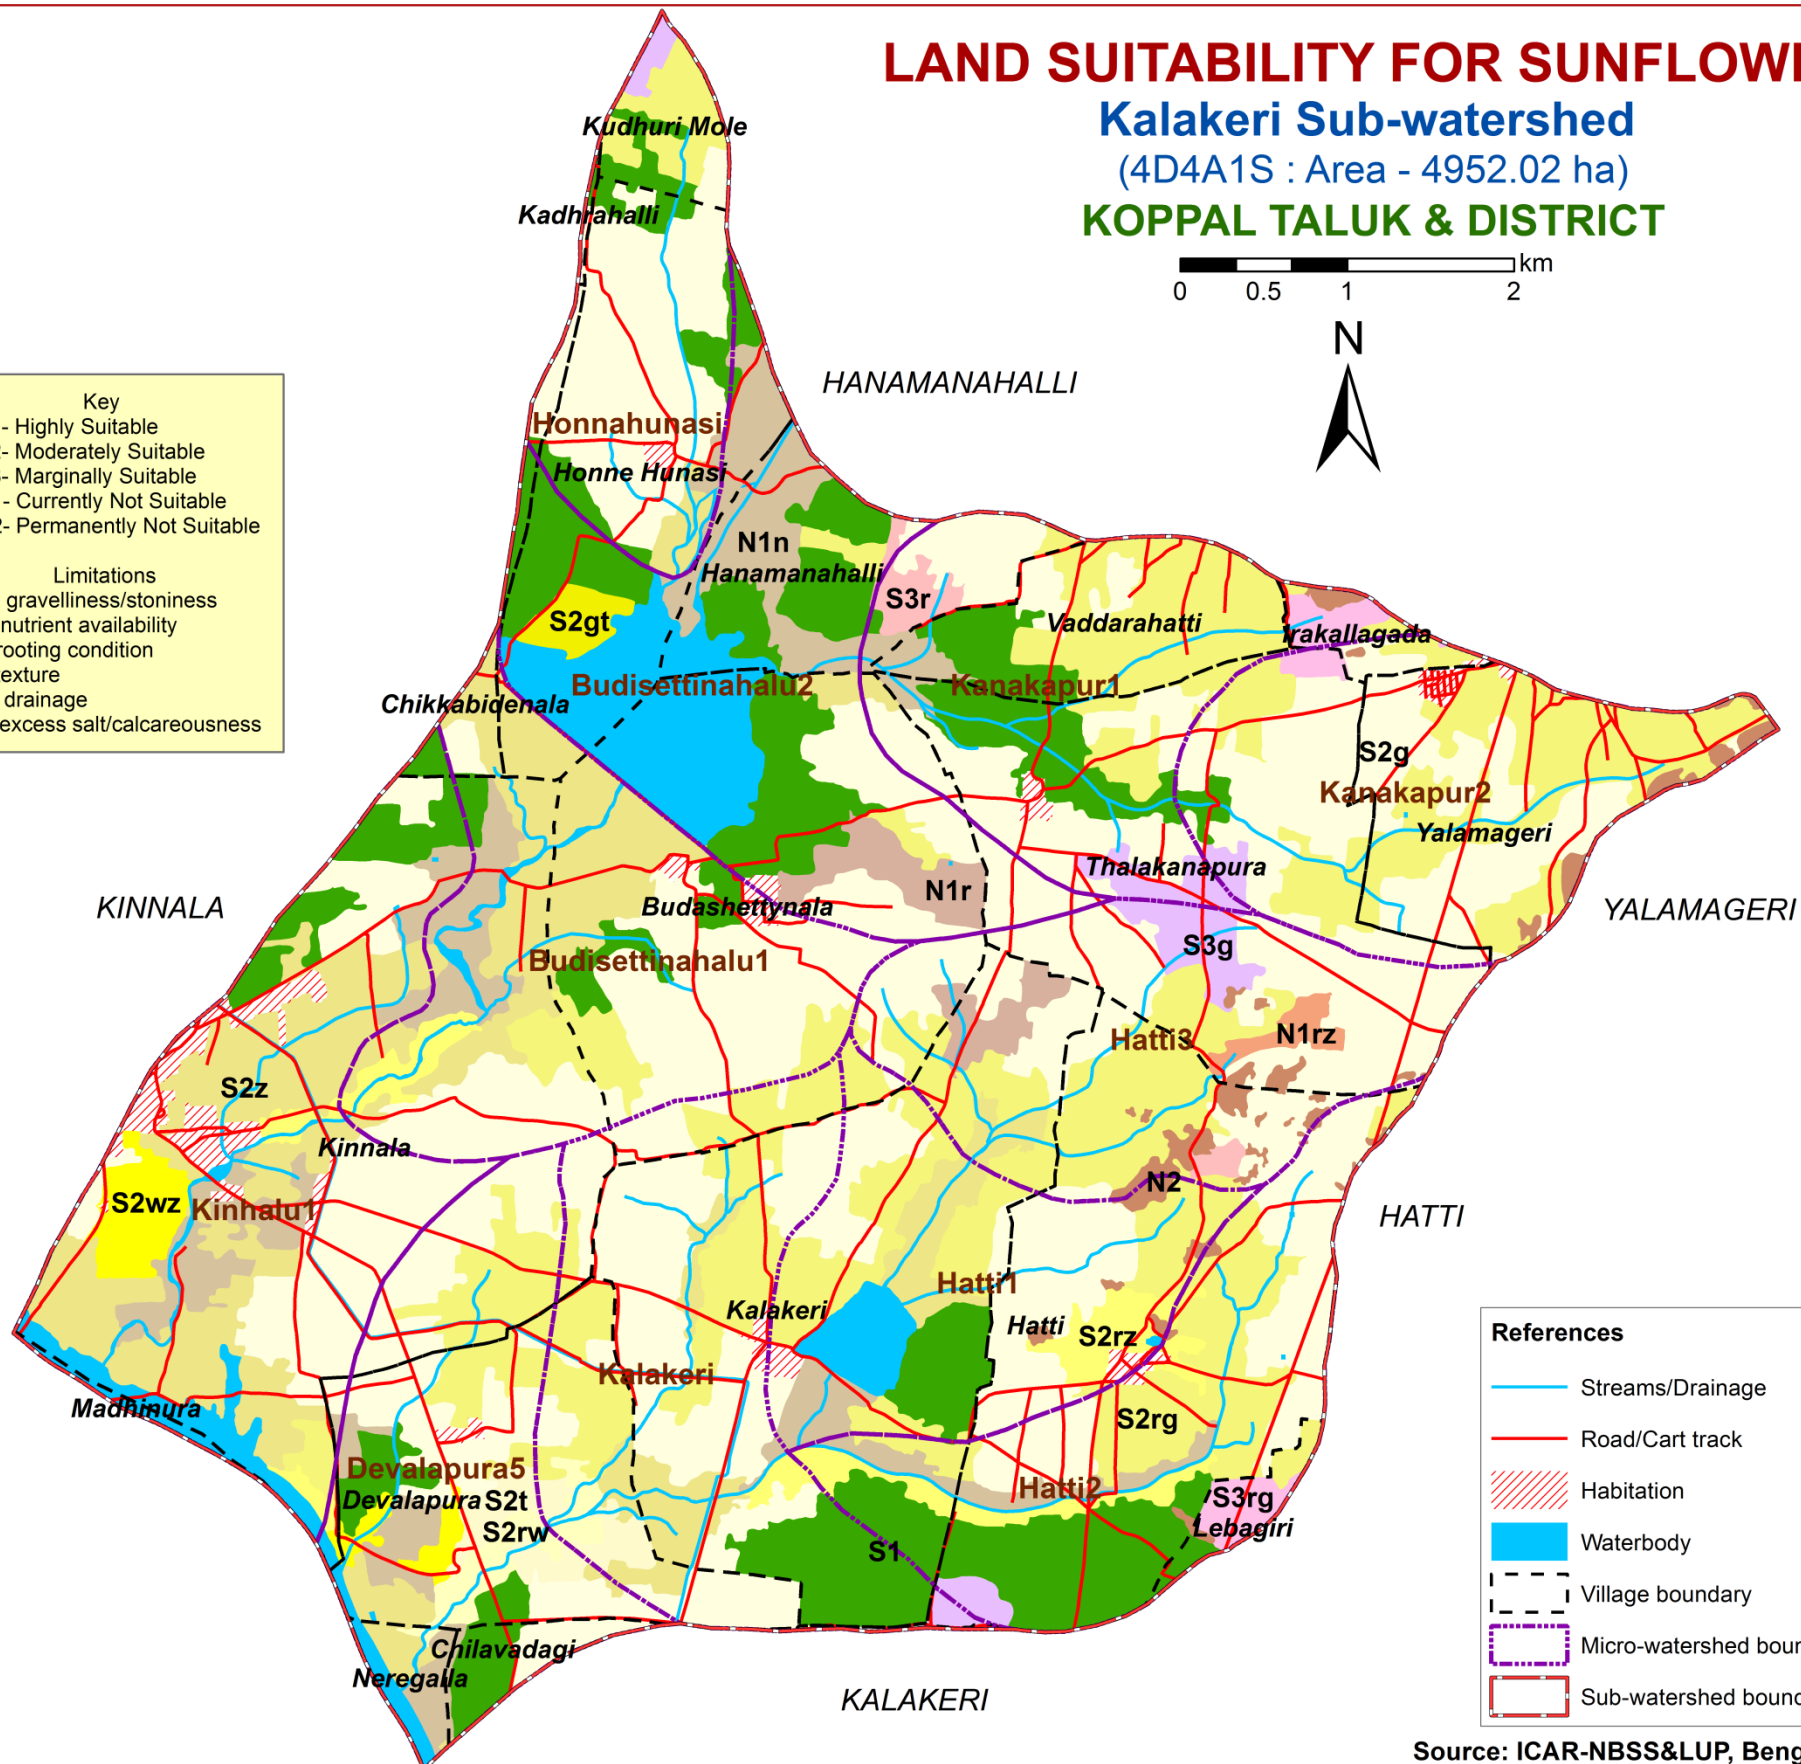 LAND SUITABILITY FOR SUNFLOW
Kalakeri Sub-watershed
(4D4A1S : Area - 4952.02 ha)
KOPPAL TALUK & DISTRICT
km
0 0.5 1 2
N
Key
- Highly Suitable
- Moderately Suitable
- Marginally Suitable
- Currently Not Suitable
- Permanently Not Suitable
Limitations
gravelliness/stoniness
nutrient availability
rooting condition
texture
drainage
excess salt/calcareousness
Kudhuri Mole
Kadhrahalli
HANAMANAHALLI
Honnahunasi
Honne Hunasi
N1n
Hanamanahalli
S3r
S2gt
Vaddarahatti
Irakallagada
Budisettinahalu2
Kanakapur1
Chikkabidenala
S2g
Kanakapur2
Yalamageri
Thalakanapura
N1r
KINNALA
Budashettynala
YALAMAGERI
S3g
Budisettinahalu1
Hatti3
N1rz
S2z
Kinnala
N2
S2wz
Kinhalu1
HATTI
Hatti1
Kalakeri
Hatti
S2rz
Kalakeri
Madhinura
S2rg
Devalapura5
Devalapura
S2t
S2rw
Hatti2
S3rg
Lebagiri
S1
Chilavadagi
Neregalla
KALAKERI
References
Streams/Drainage
Road/Cart track
Habitation
Waterbody
Village boundary
Micro-watershed boun
Sub-watershed bound
Source: ICAR-NBSS&LUP, Beng